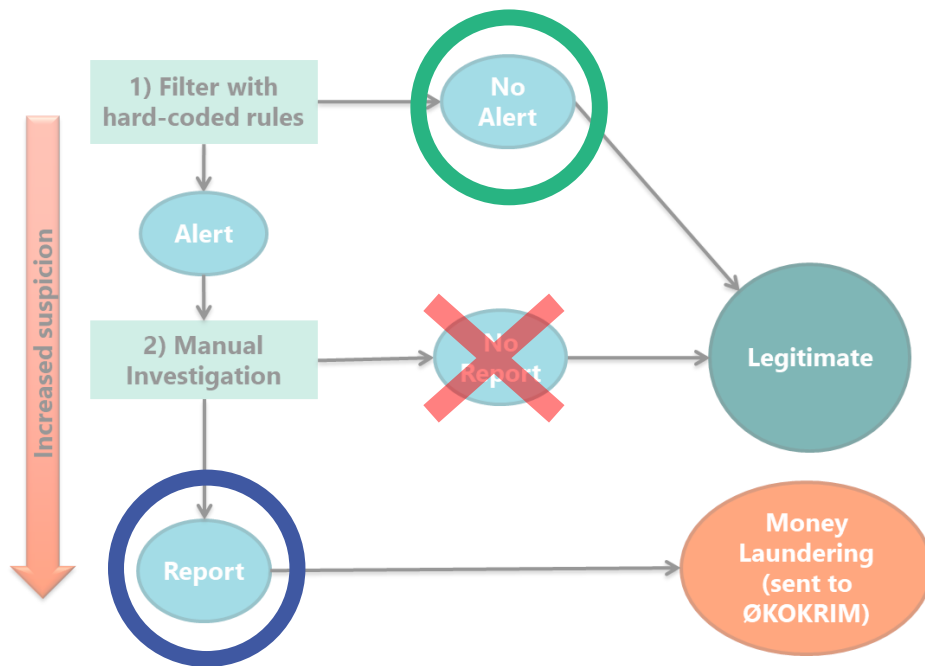 1) Filter with
hard-coded rules
No
Alert
Alert
Increased suspicion
2) Manual
Investigation
No
Report
Legitimate
Report
Money
Laundering
(sent to
ØKOKRIM)